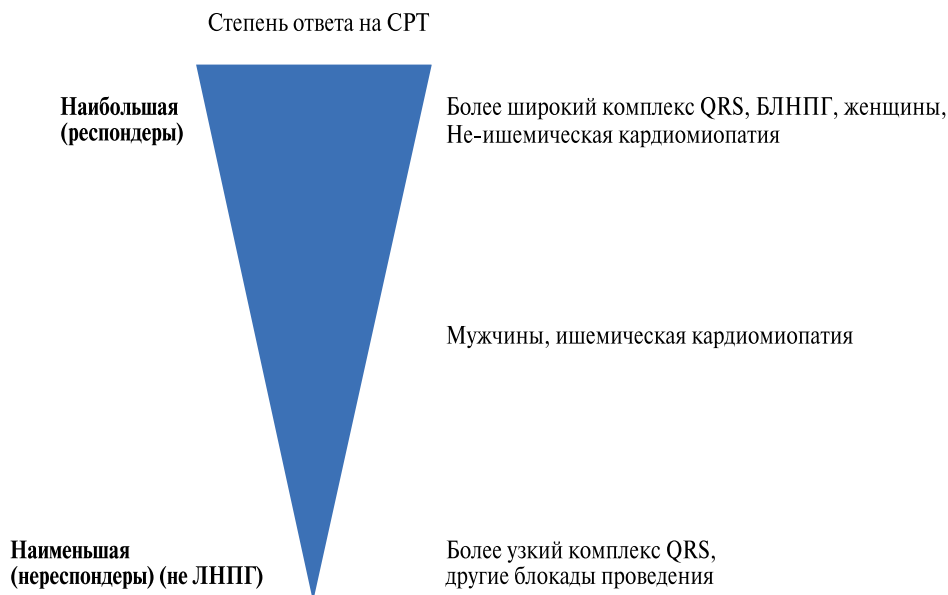 Степень ответа на СРТ
Наибольшая
(респондеры)
Более широкий комплекс QRS, БЛНПГ, женщины,
Не-ишемическая кардиомиопатия
Мужчины, ишемическая кардиомиопатия
Наименьшая
(нереспондеры) (не ЛНПГ)
Более узкий комплекс QRS,
другие блокады проведения